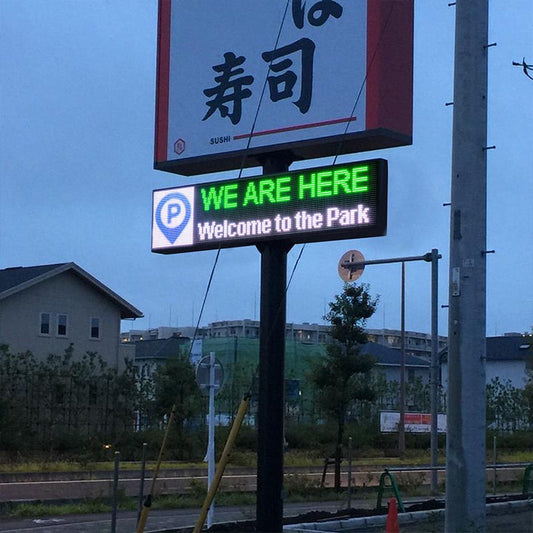 は
寿司
SUSHI
P
WE ARE HERE
Welcome to the Park